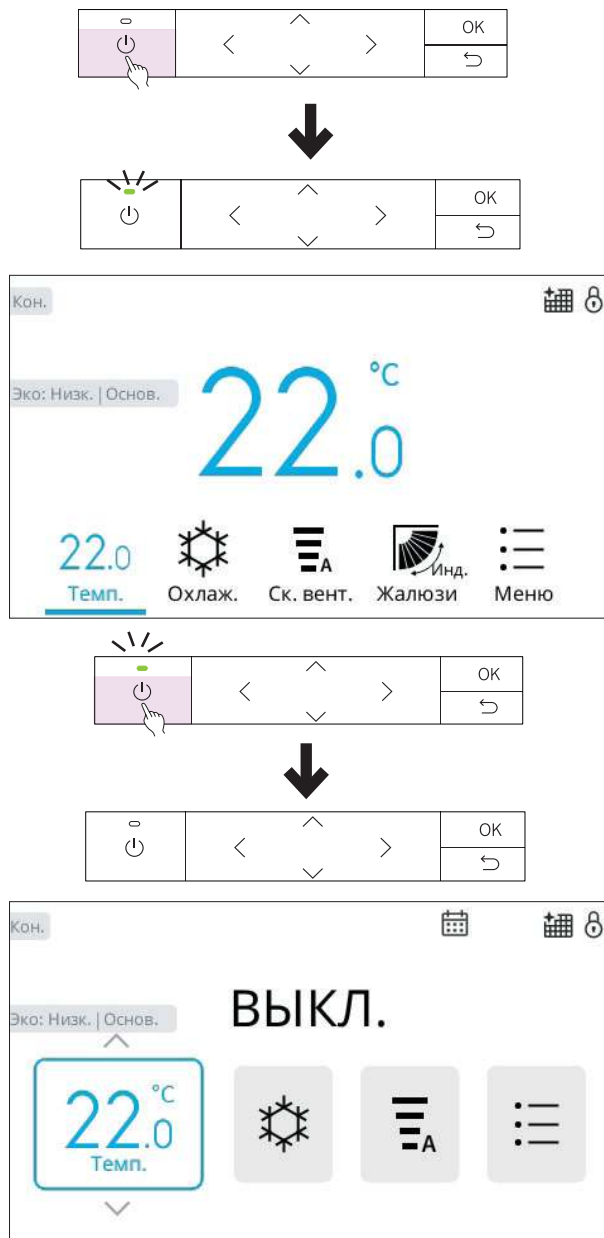 OK
OK
Кон.
Эко: Низк. | Основ.
22.0 °C
22.0
Темп.
Охлаж.
A
Ск. вент.
Инд.
Жалюзи
Меню
OK
OK
Кон.
Эко: Низк. | Основ.
ВЫКЛ.
22.0 °C
Темп.
A